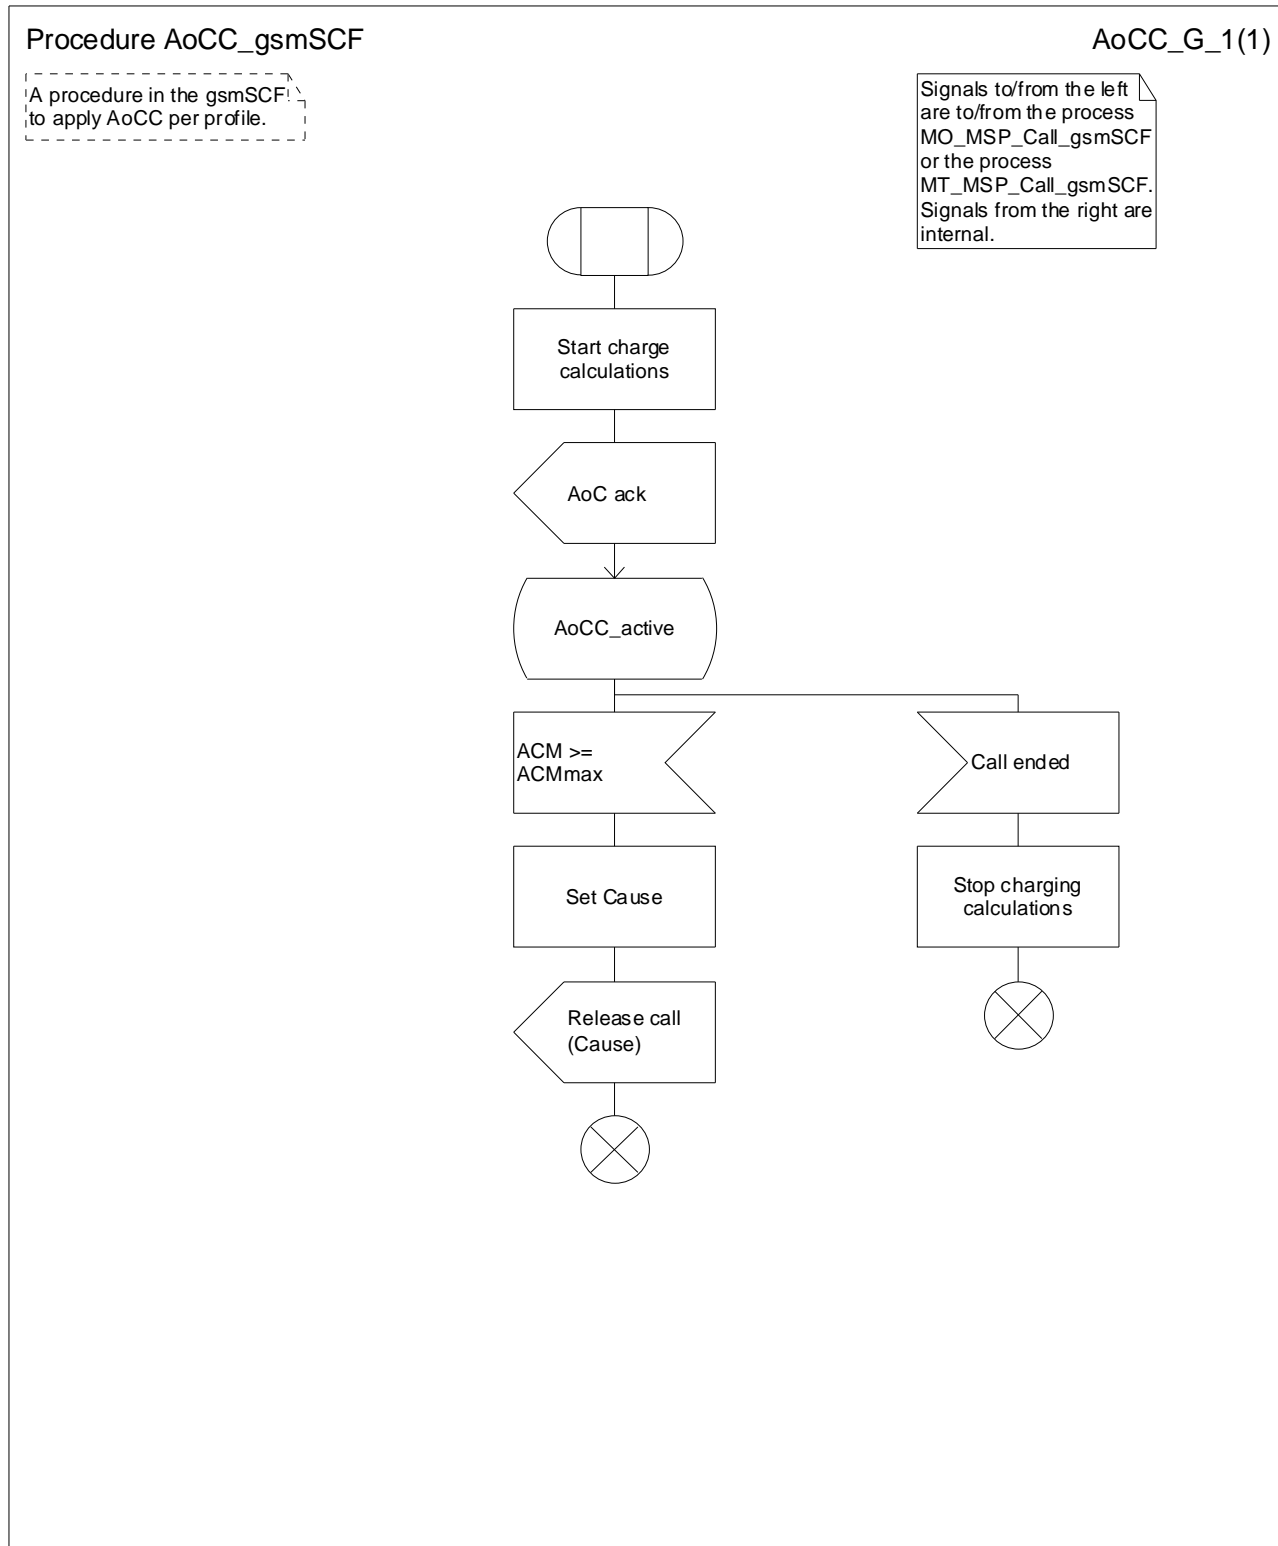 Procedure AoCC_gsmSCF
AoCC_G_1(1)
A procedure in the gsmSCF
to apply AoCC per profile.
Signals to/from the left
are to/from the process
MO_MSP_Call_gsmSCF
or the process
MT_MSP_Call_gsmSCF.
Signals from the right are
internal.
Start charge
calculations
AoC ack
AoCC_active
ACM >=
ACMmax
Call ended
Set Cause
Stop charging
calculations
Release call
(Cause)